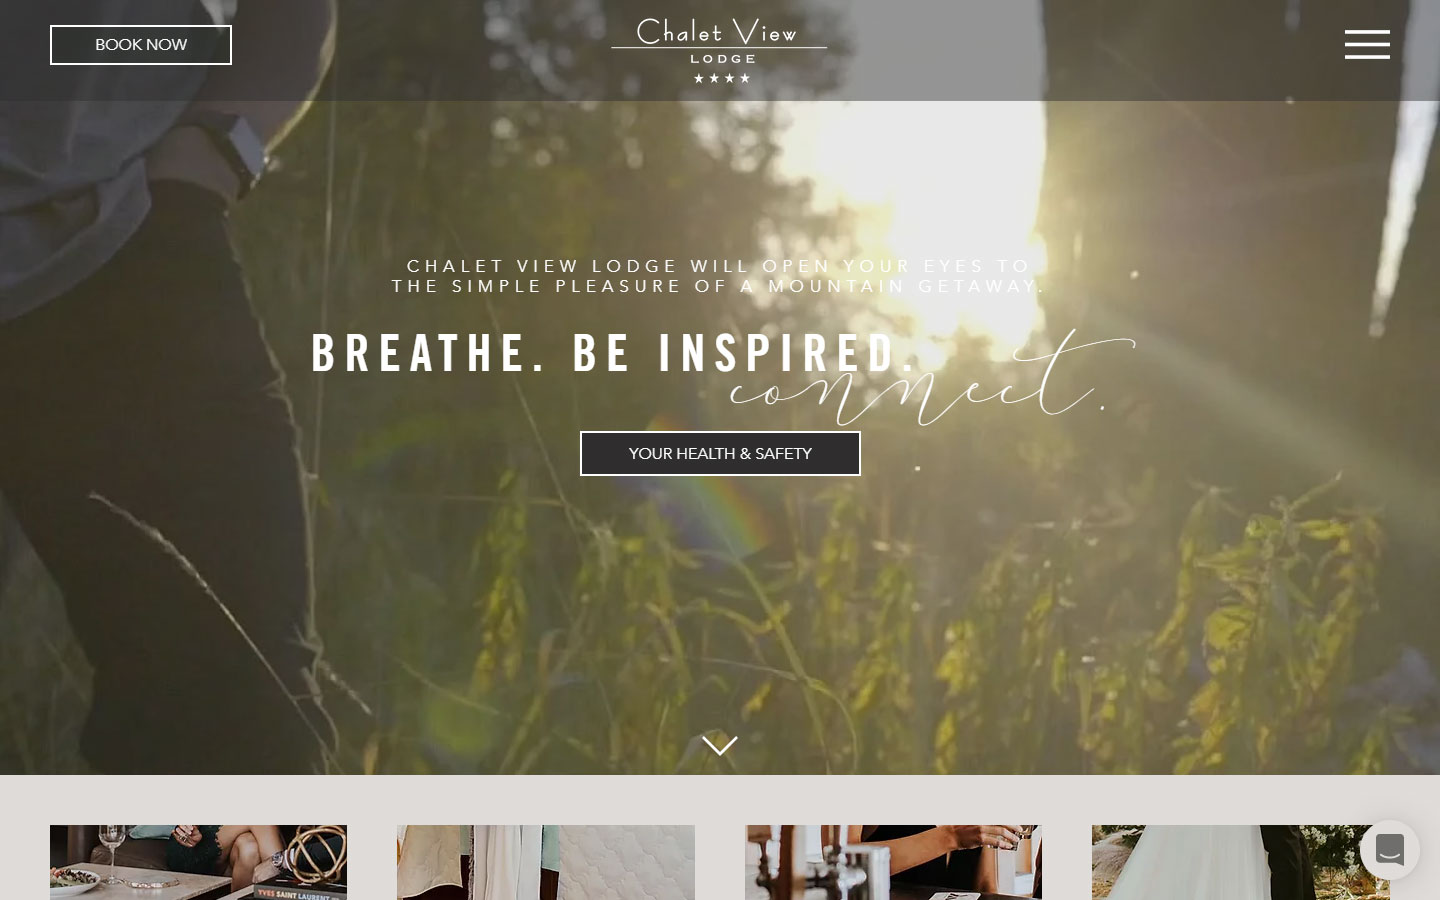 BOOK NOW
Chalet View
LODGE
CHALET VIEW LODGE WILL OPEN YOUR EYES TO
THE SIMPLE PLEASURE OF A MOUNTAIN GETAWAY.
BREATHE. BE INSPIRED.
connect.
YOUR HEALTH & SAFETY
YVES SAINT LAURENT